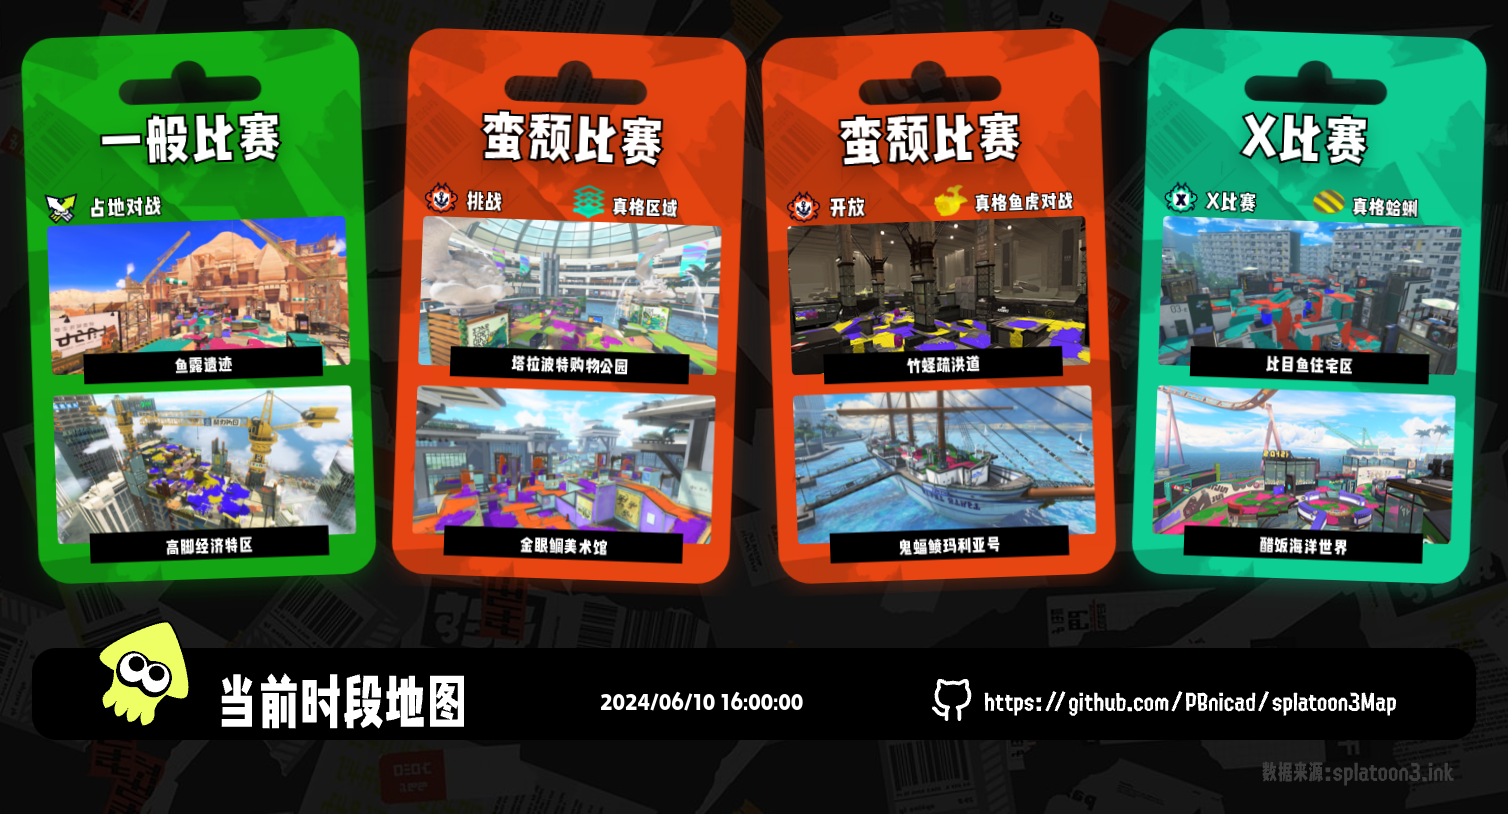 一般比赛
占地对战
鱼露遗迹
高脚经济特区
蛮颓比赛
挑战
真格区域
塔拉波特购物公园
金眼鲷美术馆
蛮颓比赛
开放
真格鱼虎对战
竹蛏疏洪道
鬼蝠鲼玛利亚号
X比赛
X比赛
真格蛤蜊
比目鱼住宅区
醋饭海洋世界
当前时段地图
2024/06/10 16:00:00
https://github.com/PBnicad/splatoon3Map
数据来源:splatoon3.ink